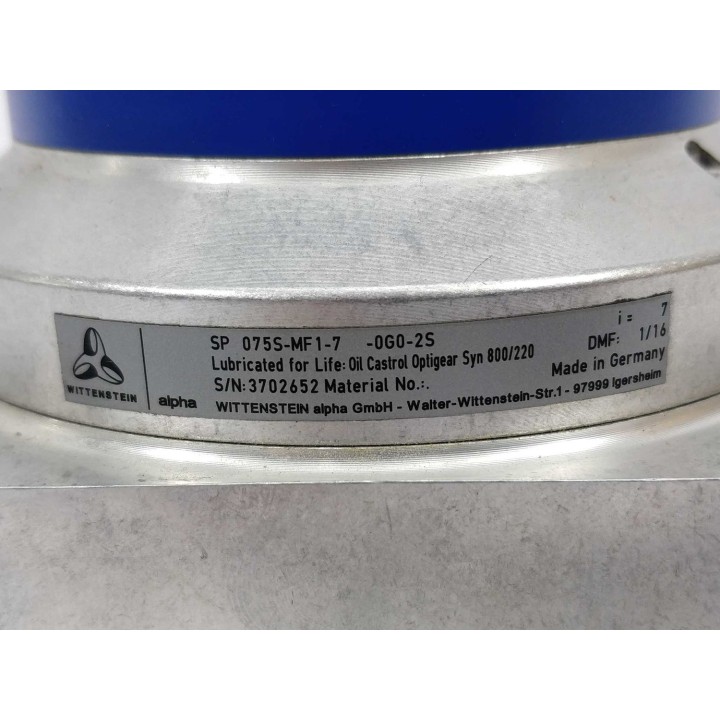 WITTENSTEIN
alpha
SP 075S-MF1-7 -0G0-2S
i = 7
Lubricated for Life: Oil Castrol Optigear Syn 800/220
DMF: 1/16
S/N: 3702652 Material No.:.
Made in Germany
WITTENSTEIN alpha GmbH - Walter-Wittenstein-Str.1 - 97999 Igersheim